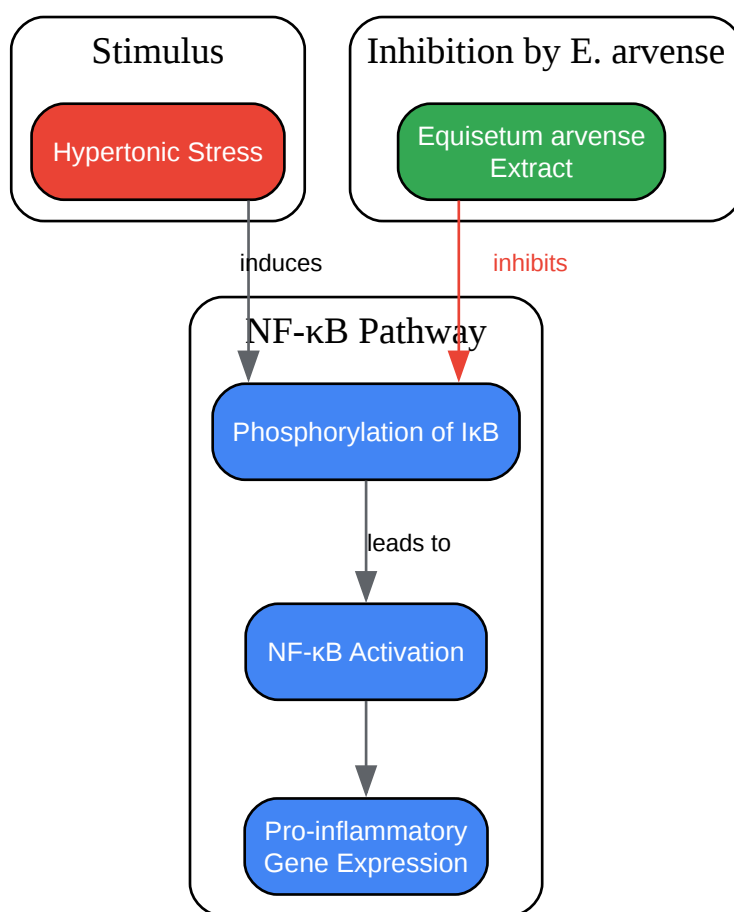 Stimulus
Hypertonic Stress
Inhibition by E. arvense
Equisetum arvense
Extract
induces
inhibits
NF-κB Pathway
Phosphorylation of IκB
leads to
NF-κB Activation
Pro-inflammatory
Gene Expression